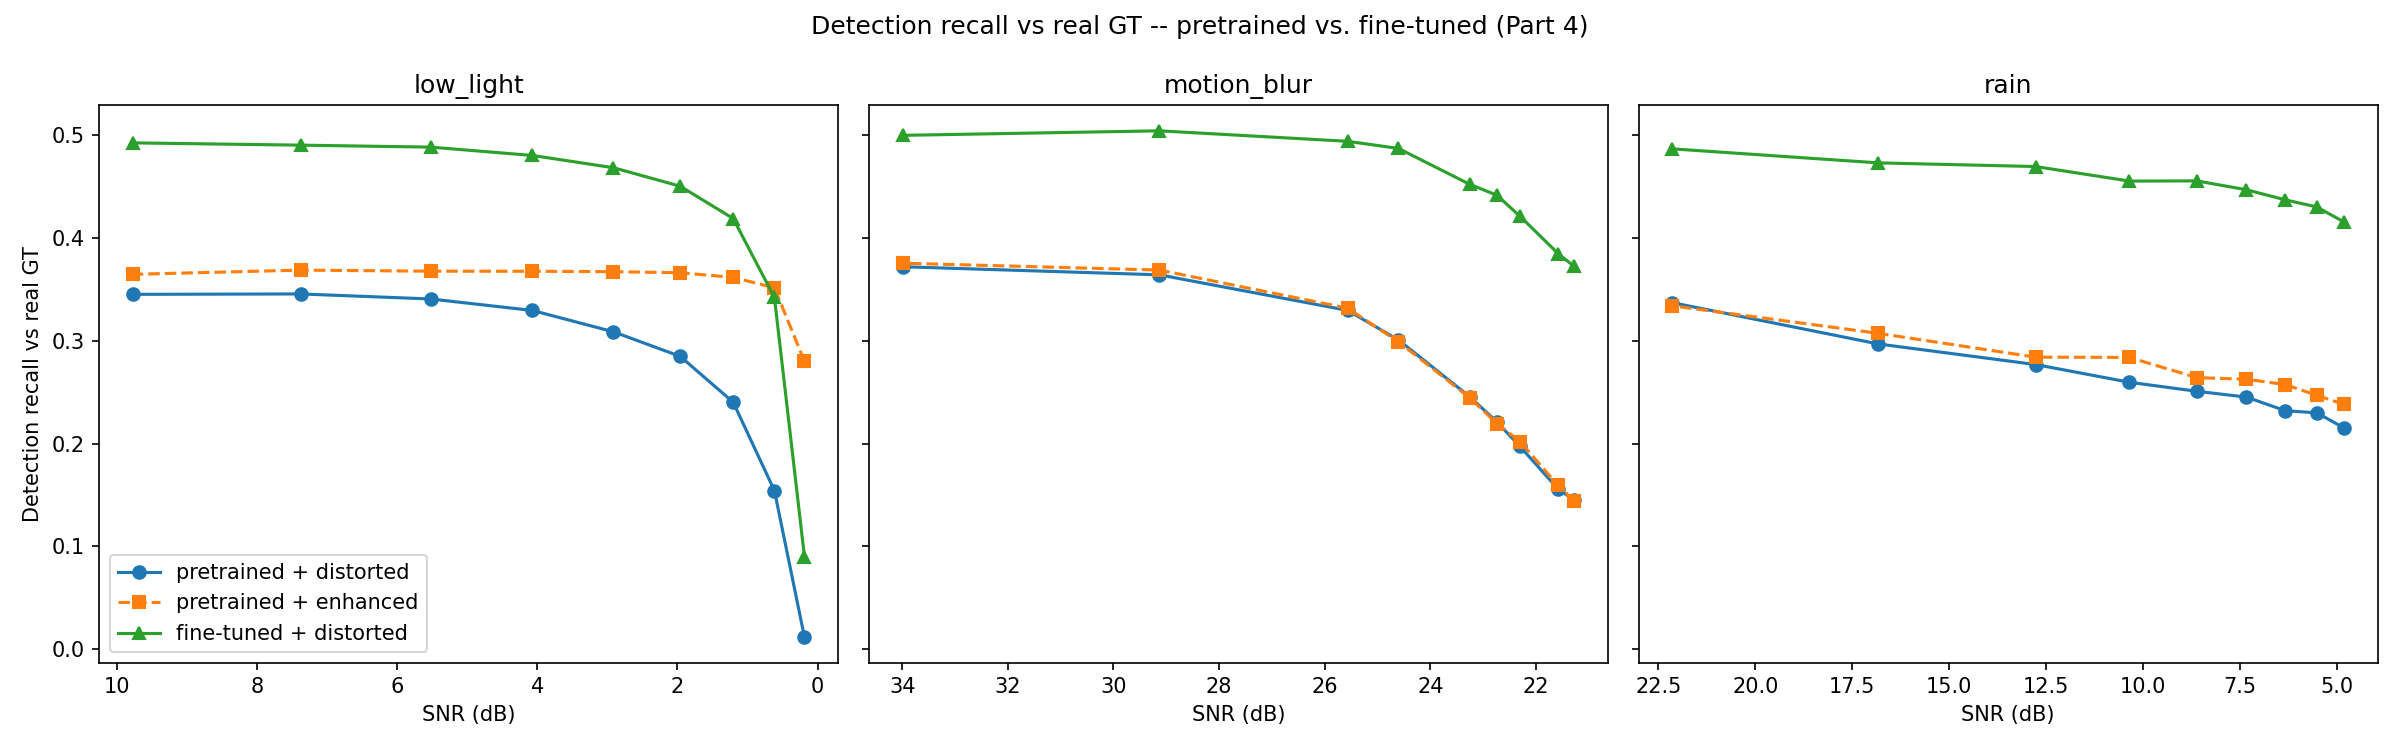 Detection recall vs real GT -- pretrained vs. fine-tuned (Part 4)
low_light
motion_blur
rain
Detection recall vs real GT
0.5
0.4
0.3
0.2
0.1
0.0
pretrained + distorted
pretrained + enhanced
fine-tuned + distorted
10 8 6 4 2 0
34 32 30 28 26 24 22
22.5 20.0 17.5 15.0 12.5 10.0 7.5 5.0
SNR (dB)
SNR (dB)
SNR (dB)